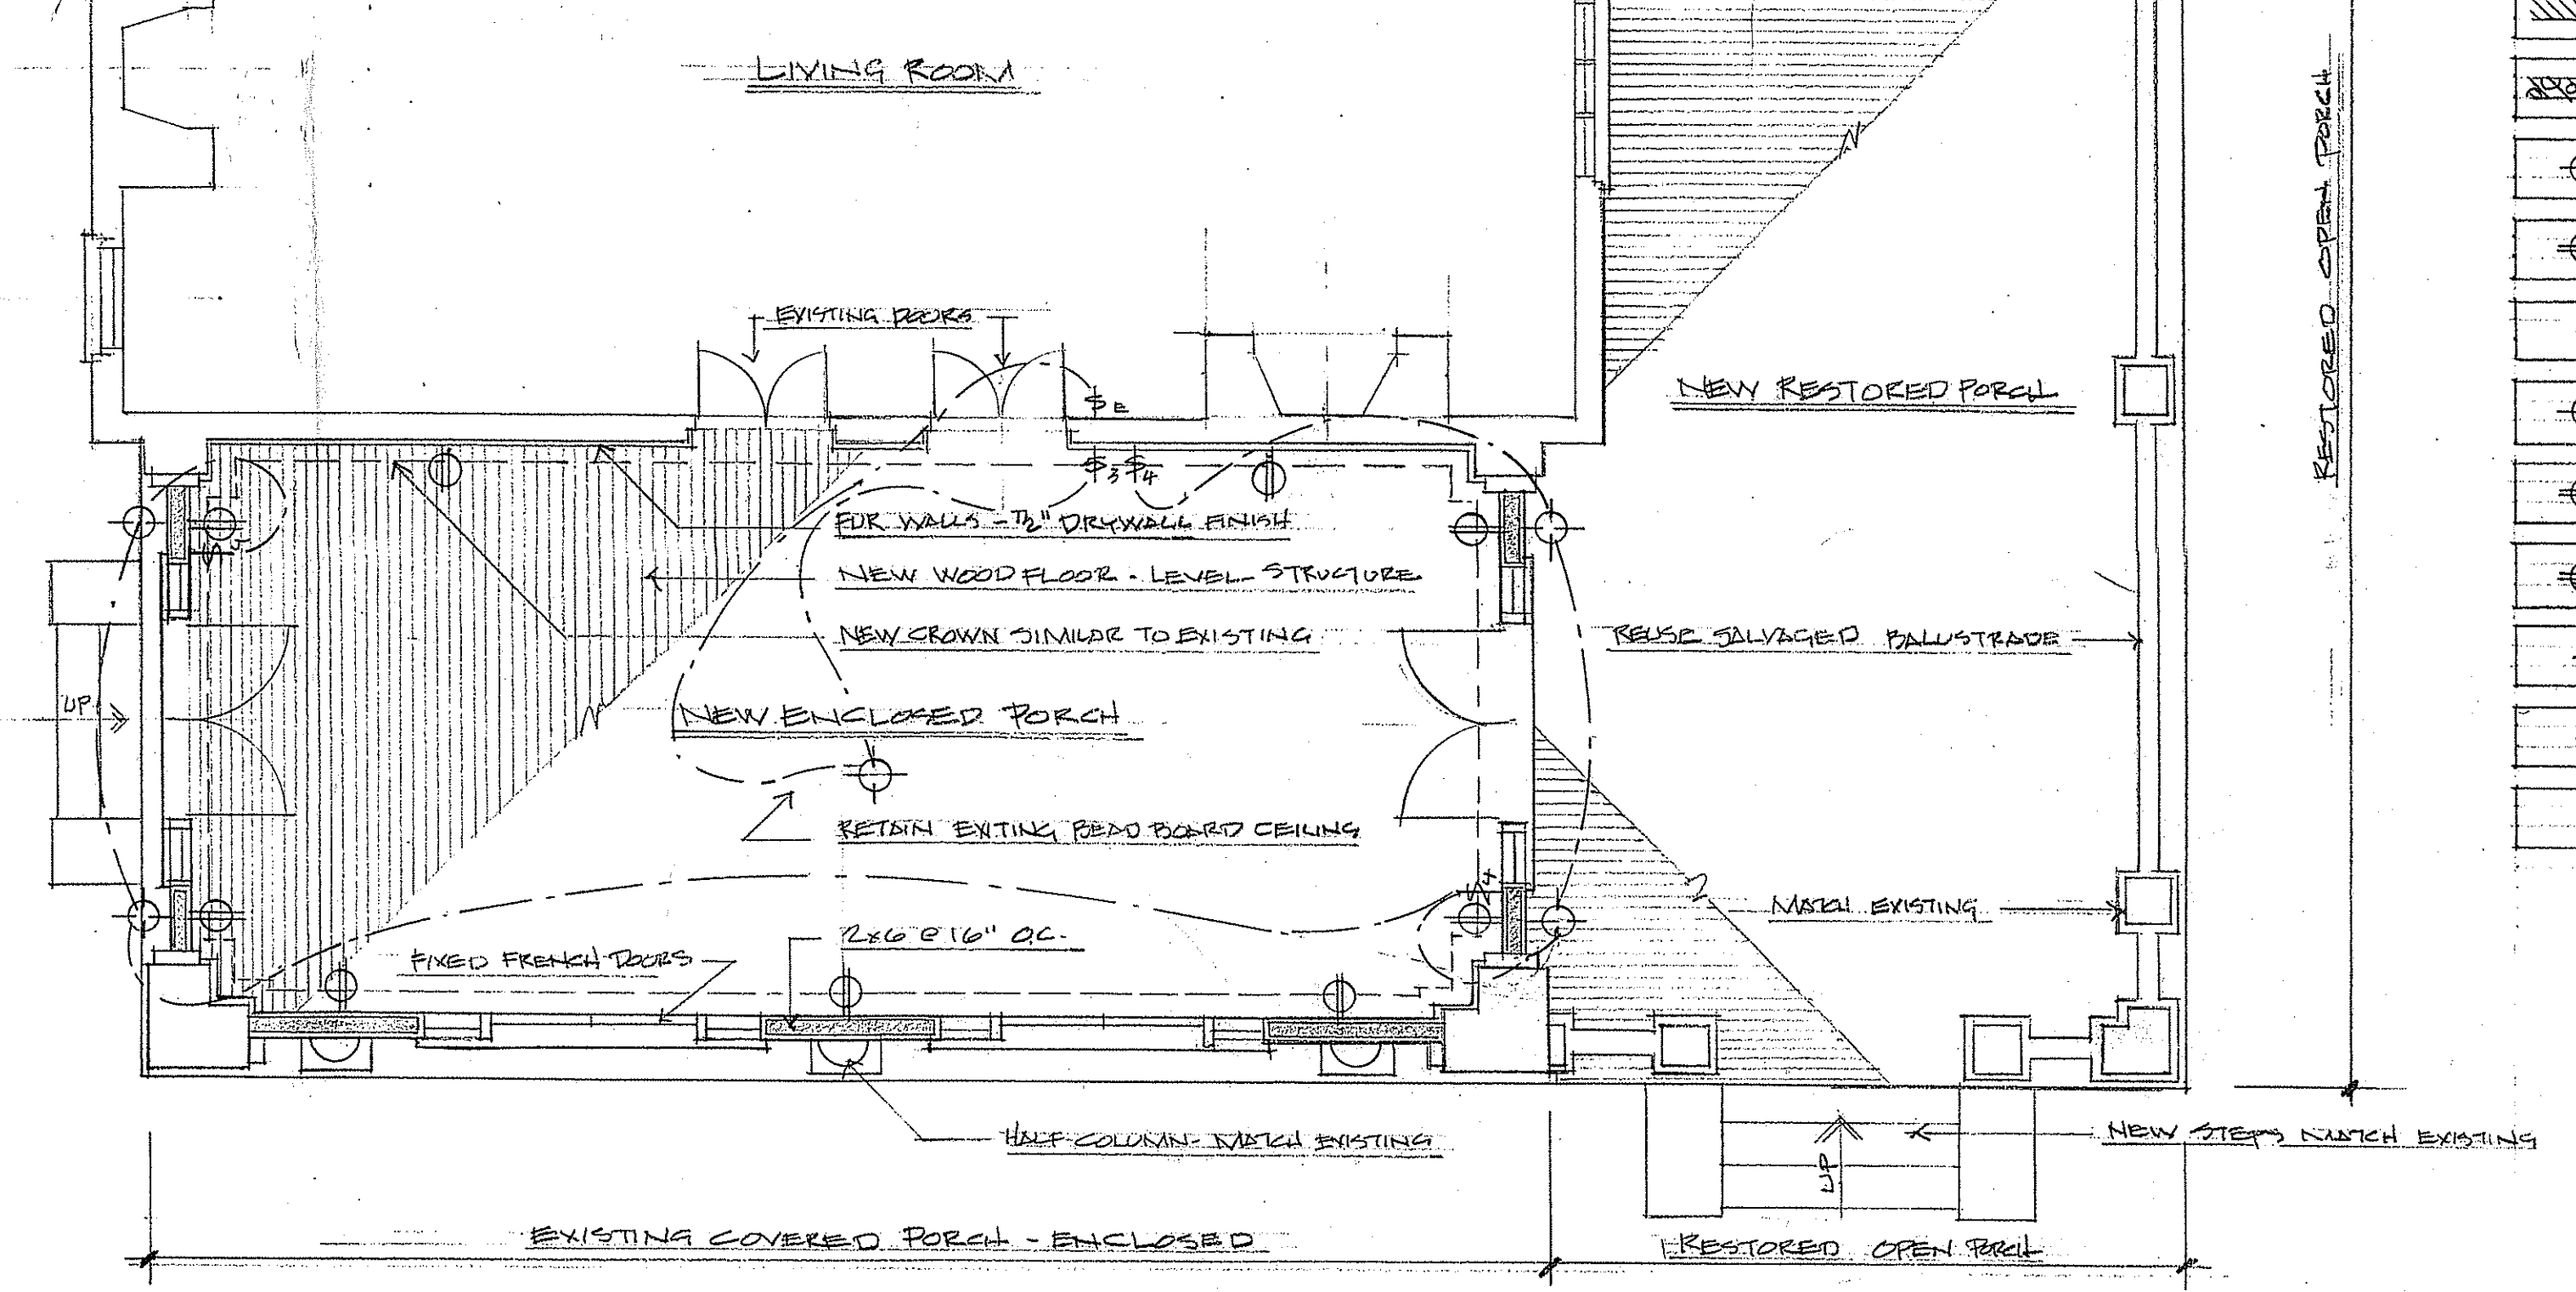 LIVING ROOM
RESTORED OPEN PORCH
EXISTING DOORS
NEW RESTORED PORCH
$E
$3 $4
FUR WALLS - 1/2" DRYWALL FINISH
NEW WOOD FLOOR - LEVEL STRUCTURE
NEW CROWN SIMILAR TO EXISTING
REUSE SALVAGED BALUSTRADE
UP
NEW ENCLOSED PORCH
RETAIN EXITING BEAD BOARD CEILING
$4
MATCH EXISTING
2x6 @ 16" O.C.
FIXED FRENCH DOORS
HALF COLUMN - MATCH EXISTING
NEW STEPS MATCH EXISTING
UP
EXISTING COVERED PORCH - ENCLOSED
RESTORED OPEN PORCH